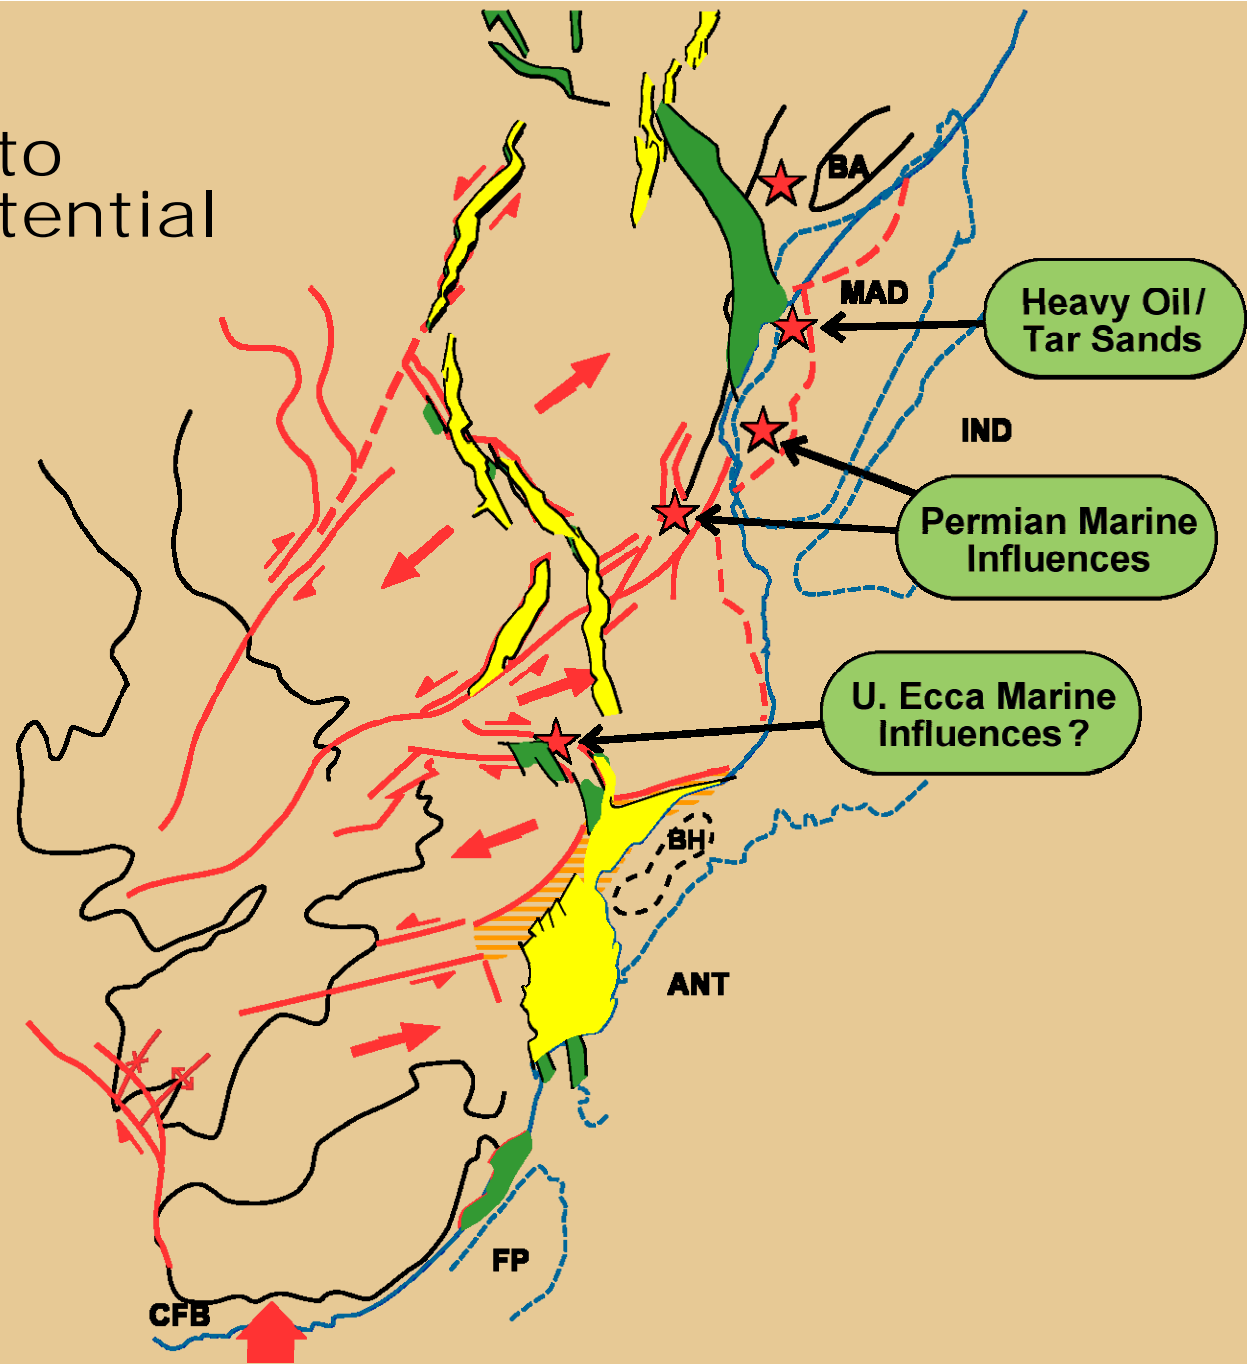 to
tential
BA
MAD
Heavy Oil/
Tar Sands
IND
Permian Marine
Influences
U. Ecca Marine
Influences?
BH
ANT
FP
CFB